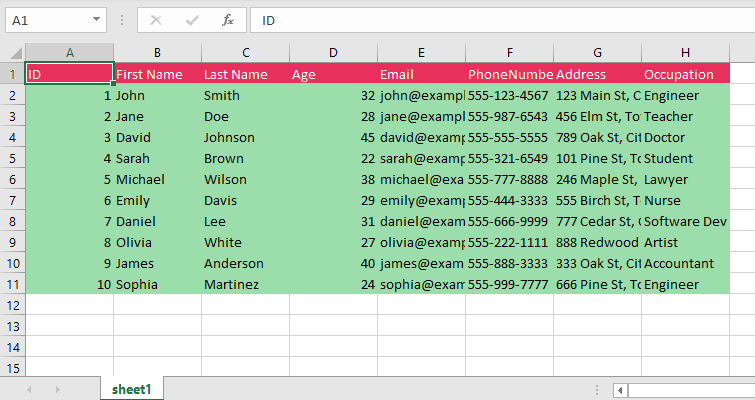 A1 fx ID
A B C D E F G H
1 ID First Name Last Name Age Email PhoneNumbe Address Occupation
2 1 John Smith 32 john@exampl 555-123-4567 123 Main St, C Engineer
3 2 Jane Doe 28 jane@exampl 555-987-6543 456 Elm St, To Teacher
4 3 David Johnson 45 david@examp 555-555-5555 789 Oak St, Cit Doctor
5 4 Sarah Brown 22 sarah@examp 555-321-6549 101 Pine St, To Student
6 5 Michael Wilson 38 michael@exa 555-777-8888 246 Maple St, Lawyer
7 6 Emily Davis 29 emily@examp 555-444-3333 555 Birch St, T Nurse
8 7 Daniel Lee 31 daniel@exam 555-666-9999 777 Cedar St, Software Dev
9 8 Olivia White 27 olivia@examp 555-222-1111 888 Redwood Artist
10 9 James Anderson 40 james@exam 555-888-3333 333 Oak St, Cit Accountant
11 10 Sophia Martinez 24 sophia@exam 555-999-7777 666 Pine St, To Engineer
12
13
14
15
sheet1